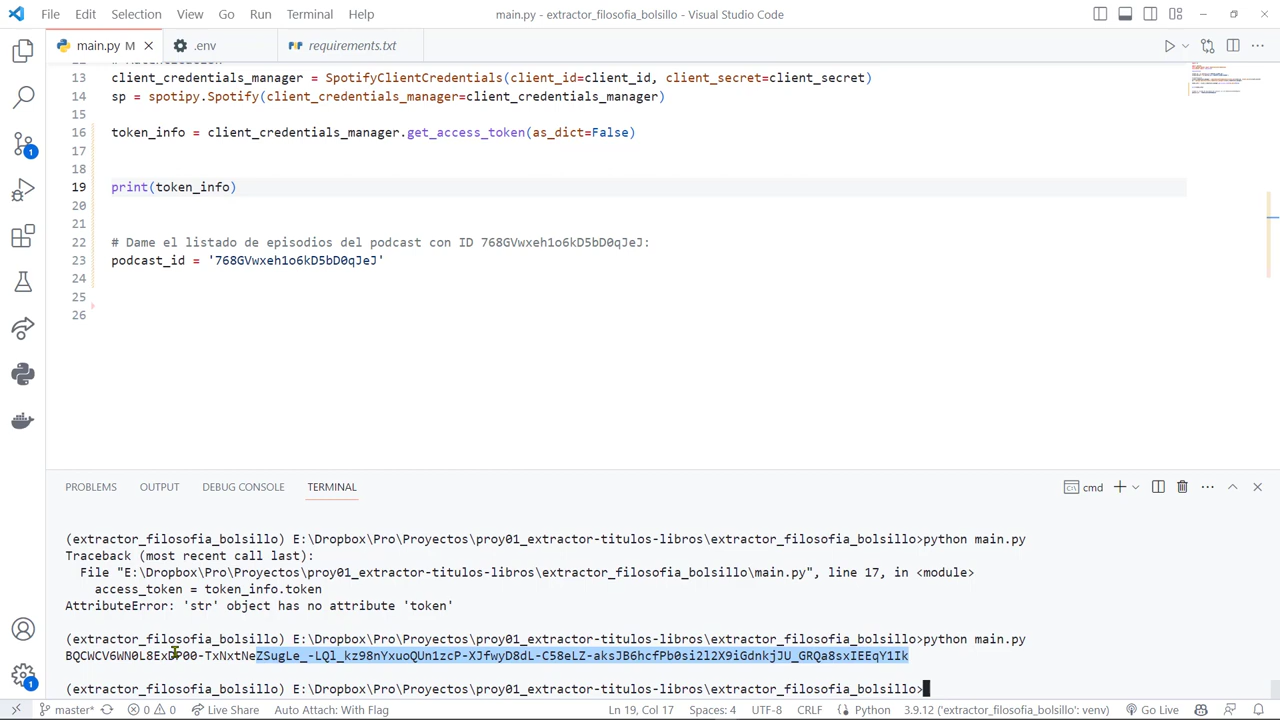 File Edit Selection View Go Run Terminal Help
main.py - extractor_filosofia_bolsillo - Visual Studio Code
main.py M
.env
requirements.txt
13 client_credentials_manager =
14 sp = spotipy.Spotify(client_credentials_manager=client_credentials_manager)
15
16 token_info = client_credentials_manager.get_access_token(as_dict=False)
17
18
19 print(token_info)
20
21
22 # Dame el listado de episodios del podcast con ID 768GVwxeh1o6kD5bD0qJeJ:
23 podcast_id = '768GVwxeh1o6kD5bD0qJeJ'
24
25
26
PROBLEMS OUTPUT DEBUG CONSOLE TERMINAL
cmd
(extractor_filosofia_bolsillo) E:\Dropbox\Pro\Proyectos\proy01_extractor-titulos-libros\extractor_filosofia_bolsillo>python main.py
Traceback (most recent call last):
File "E:\Dropbox\Pro\Proyectos\proy01_extractor-titulos-libros\extractor_filosofia_bolsillo\main.py", line 17, in <module>
access_token = token_info.token
AttributeError: 'str' object has no attribute 'token'
(extractor_filosofia_bolsillo) E:\Dropbox\Pro\Proyectos\proy01_extractor-titulos-libros\extractor_filosofia_bolsillo>python main.py
(extractor_filosofia_bolsillo) E:\Dropbox\Pro\Proyectos\proy01_extractor-titulos-libros\extractor_filosofia_bolsillo>
1
1
master* 0 0 Live Share Auto Attach: With Flag Ln 19, Col 17 Spaces: 4 UTF-8 CRLF Python 3.9.12 ('extractor_filosofia_bolsillo': venv) Go Live